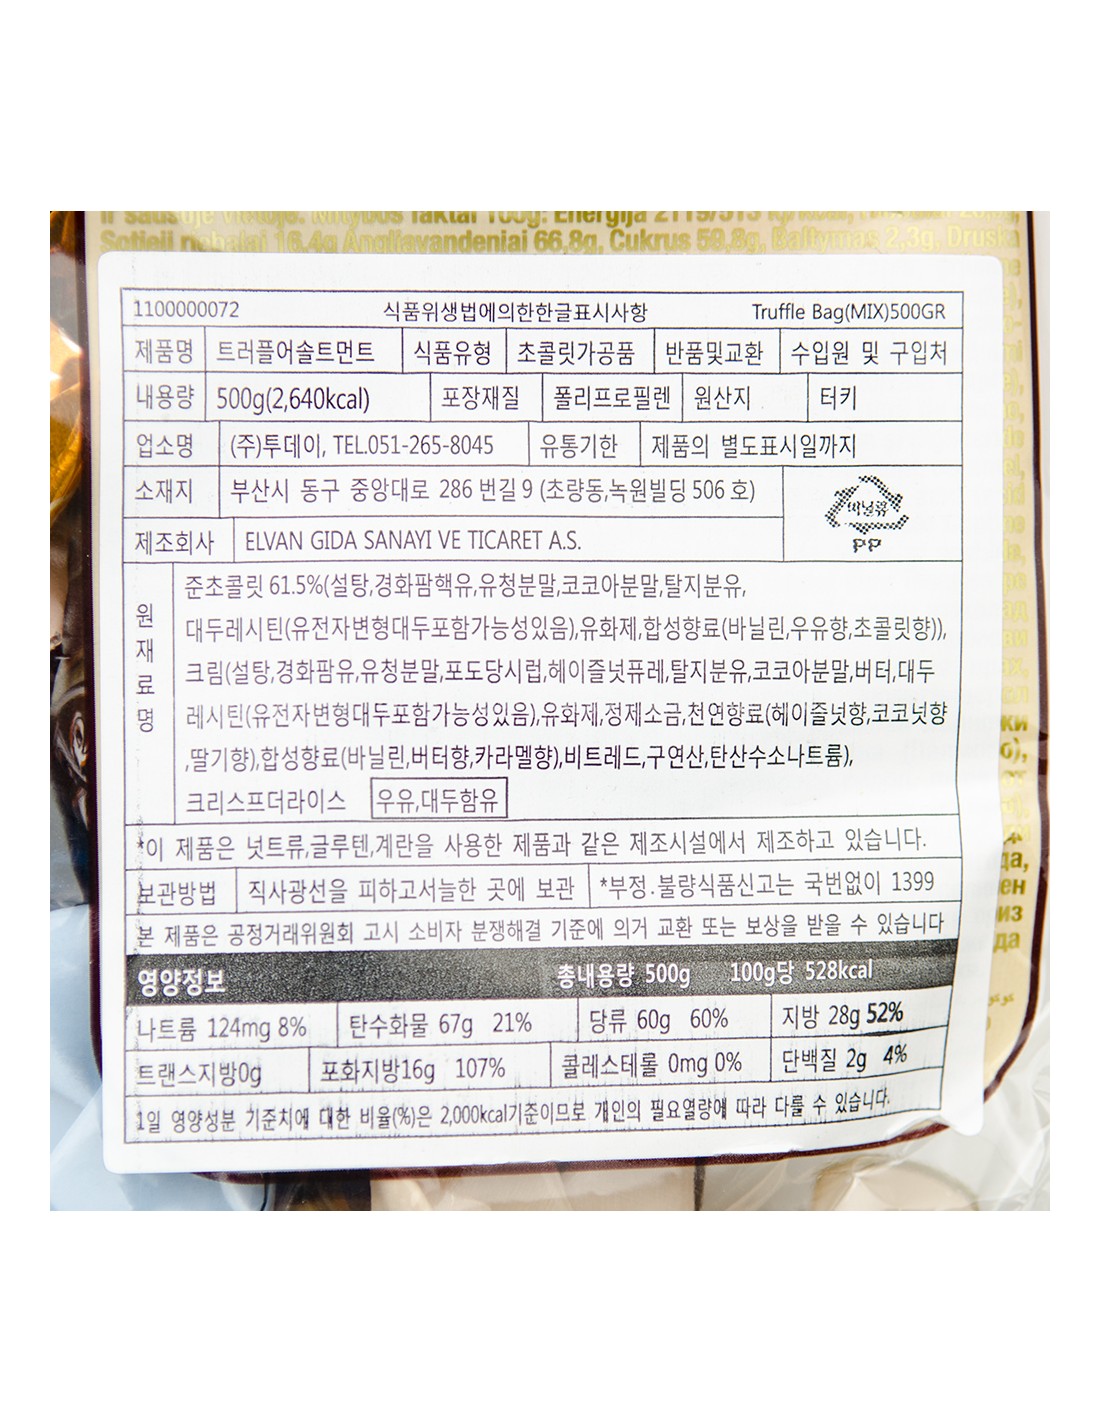 Sotieji riebalai 16,4g Angliavandeniai 66,8g, Cukrus 59,8g, Baltymas 2,3g, Druska
1100000072 식품위생법에의한한글표시사항 Truffle Bag(MIX)500GR
제품명 트러플어솔트먼트 식품유형 초콜릿가공품 반품및교환 수입원 및 구입처
내용량 500g(2,640kcal) 포장재질 폴리프로필렌 원산지 터키
업소명 (주)투데이, TEL.051-265-8045 유통기한 제품의 별도표시일까지
소재지 부산시 동구 중앙대로 286 번길 9 (초량동,녹원빌딩 506 호)
비닐류
PP
제조회사 ELVAN GIDA SANAYI VE TICARET A.S.
원재료명
준초콜릿 61.5%(설탕,경화팜핵유,유청분말,코코아분말,탈지분유,
대두레시틴(유전자변형대두포함가능성있음),유화제,합성향료(바닐린,우유향,초콜릿향)),
크림(설탕,경화팜유,유청분말,포도당시럽,헤이즐넛퓨레,탈지분유,코코아분말,버터,대두
레시틴(유전자변형대두포함가능성있음),유화제,정제소금,천연향료(헤이즐넛향,코코넛향
,딸기향),합성향료(바닐린,버터향,카라멜향),비트레드,구연산,탄산수소나트륨),
크리스프더라이스 우유,대두함유
*이 제품은 넛트류,글루텐,계란을 사용한 제품과 같은 제조시설에서 제조하고 있습니다.
보관방법 직사광선을 피하고서늘한 곳에 보관 *부정.불량식품신고는 국번없이 1399
본 제품은 공정거래위원회 고시 소비자 분쟁해결 기준에 의거 교환 또는 보상을 받을 수 있습니다
영양정보 총내용량 500g 100g당 528kcal
나트륨 124mg 8% 탄수화물 67g 21% 당류 60g 60% 지방 28g 52%
트랜스지방0g 포화지방16g 107% 콜레스테롤 0mg 0% 단백질 2g 4%
1일 영양성분 기준치에 대한 비율(%)은 2,000kcal기준이므로 개인의 필요열량에 따라 다를 수 있습니다.